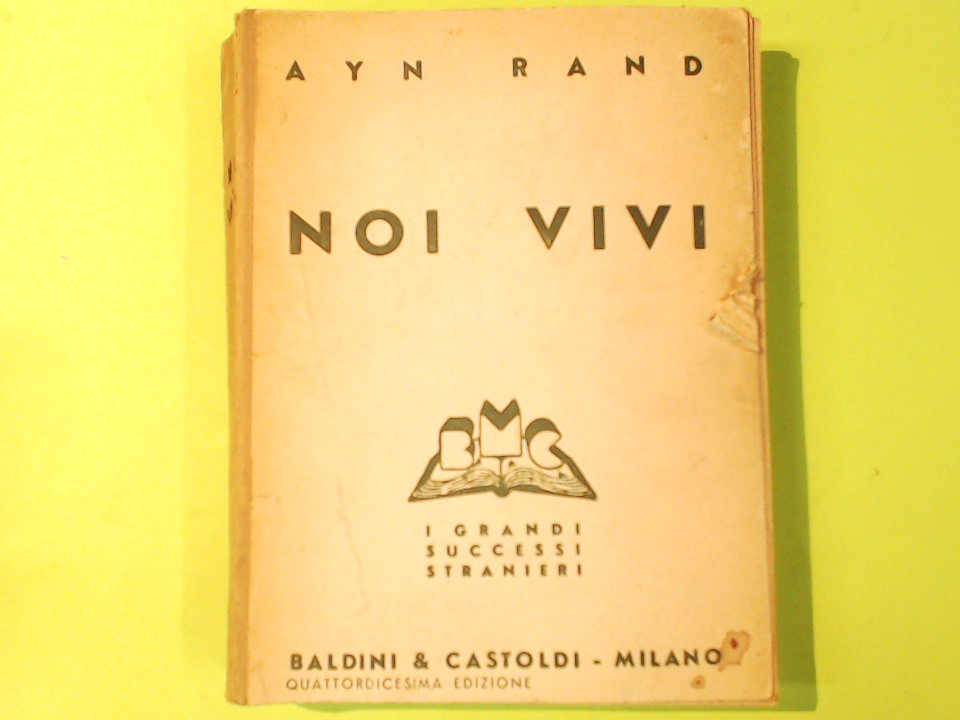 AYN RAND
NOI VIVI
BMC
I GRANDI
SUCCESSI
STRANIERI
BALDINI & CASTOLDI - MILANO
QUATTORDICESIMA EDIZIONE